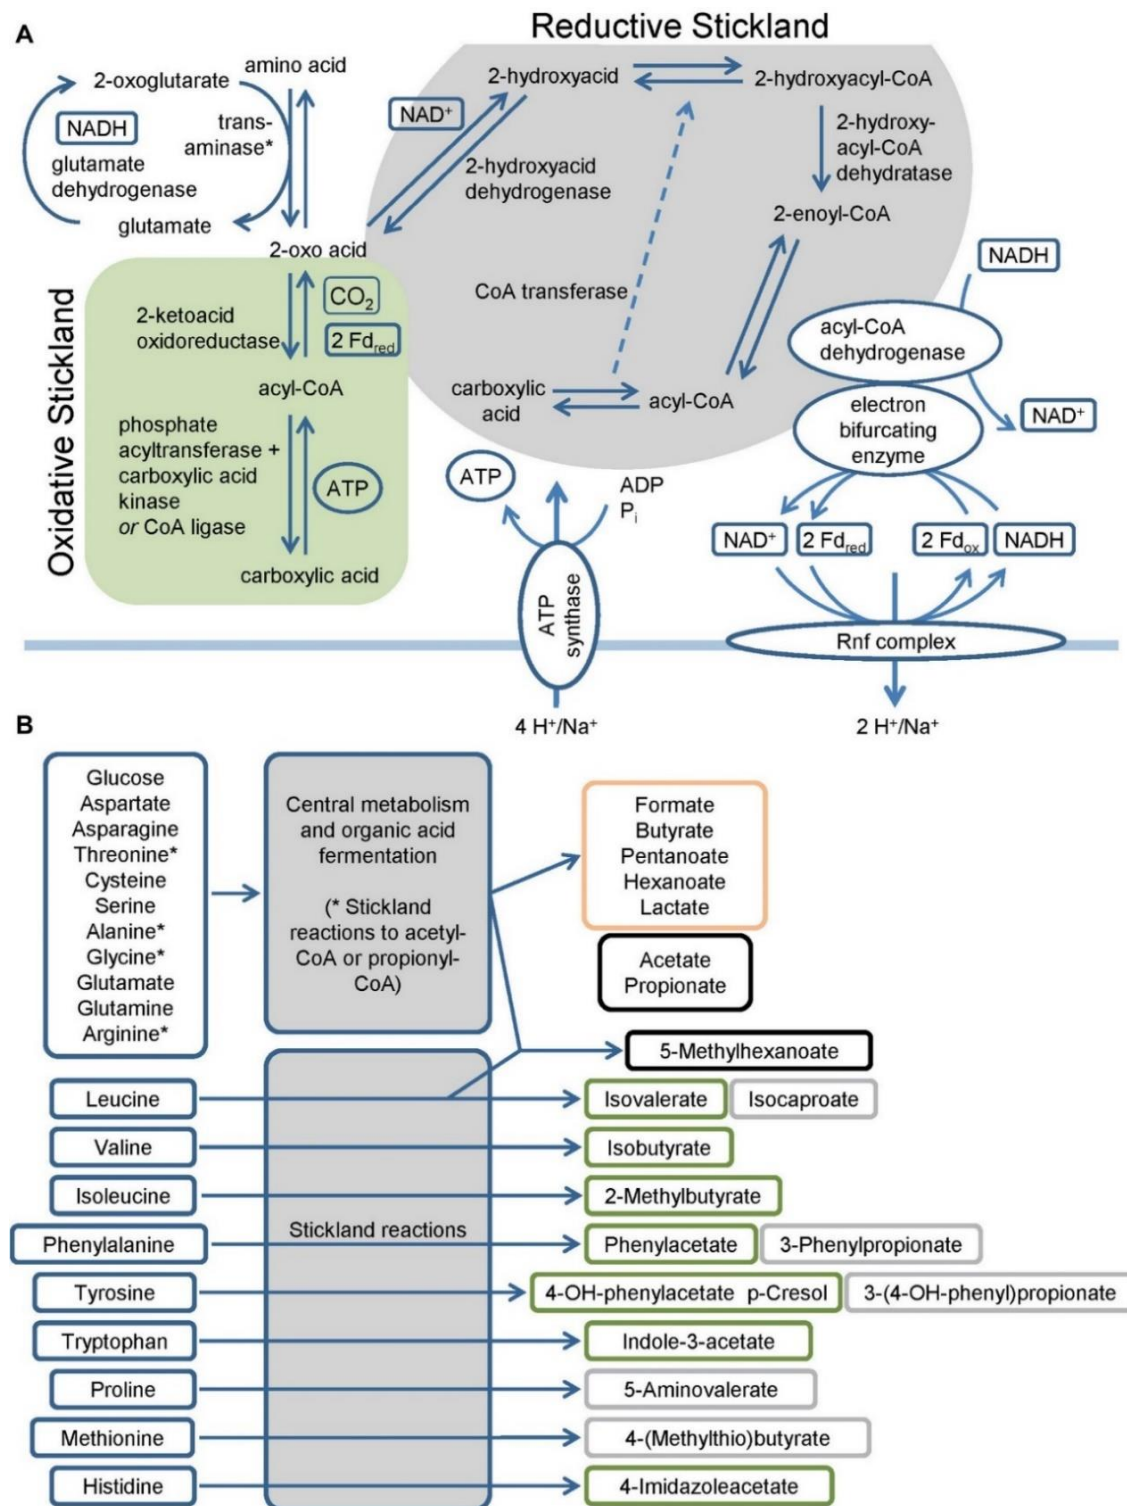 A
Reductive Stickland
amino acid
2-oxoglutarate
NADH
glutamate
dehydrogenase
glutamate
trans-
aminase*
2-oxo acid
Oxidative Stickland
2-ketoacid
oxidoreductase
CO2
2 Fdred
acyl-CoA
phosphate
acyltransferase +
carboxylic acid
kinase
or CoA ligase
ATP
carboxylic acid
NAD+
2-hydroxyacid
2-hydroxyacid
dehydrogenase
2-hydroxyacyl-CoA
2-hydroxy-
acyl-CoA
dehydratase
2-enoyl-CoA
CoA transferase
carboxylic
acid
acyl-CoA
NADH
acyl-CoA
dehydrogenase
NAD+
electron
bifurcating
enzyme
NAD+
2 Fdred
2 Fdox
NADH
Rnf complex
2 H+/Na+
ATP
ADP
Pi
ATP
synthase
4 H+/Na+
B
Glucose
Aspartate
Asparagine
Threonine*
Cysteine
Serine
Alanine*
Glycine*
Glutamate
Glutamine
Arginine*
Central metabolism
and organic acid
fermentation
(* Stickland
reactions to acetyl-
CoA or propionyl-
CoA)
Formate
Butyrate
Pentanoate
Hexanoate
Lactate
Acetate
Propionate
5-Methylhexanoate
Leucine
Isovalerate
Isocaproate
Valine
Isobutyrate
Isoleucine
2-Methylbutyrate
Stickland reactions
Phenylalanine
Phenylacetate
3-Phenylpropionate
Tyrosine
4-OH-phenylacetate p-Cresol
3-(4-OH-phenyl)propionate
Tryptophan
Indole-3-acetate
Proline
5-Aminovalerate
Methionine
4-(Methylthio)butyrate
Histidine
4-Imidazoleacetate